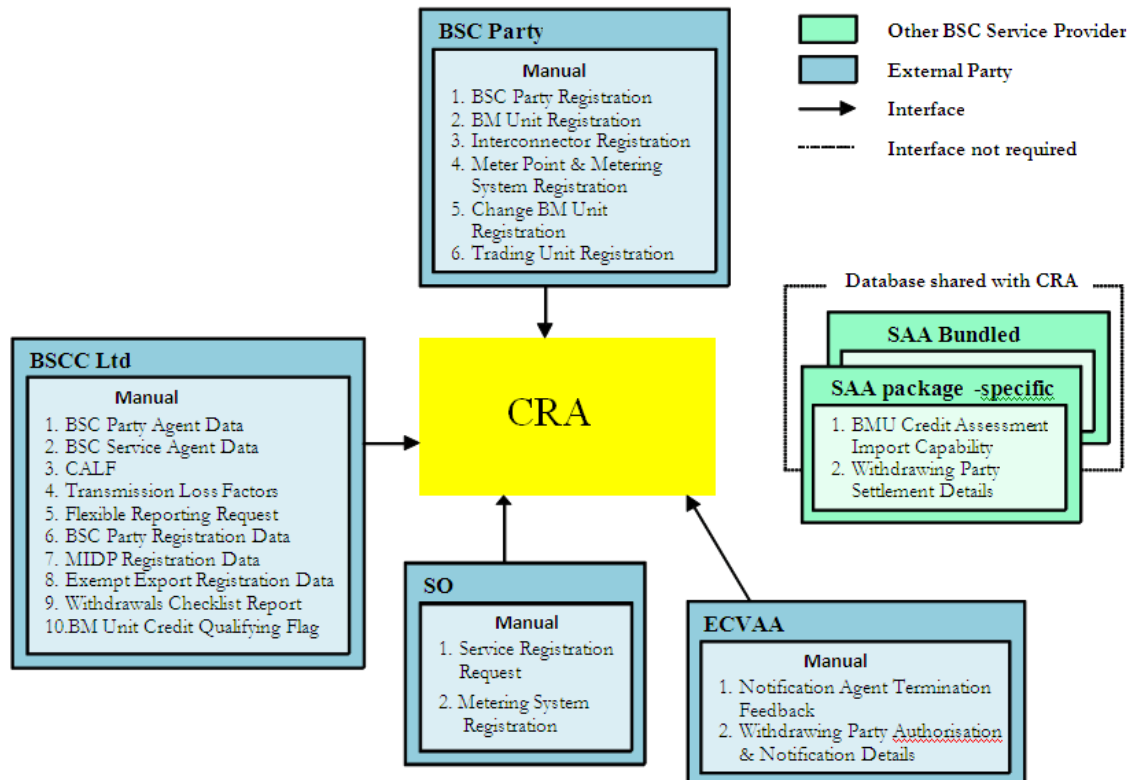 BSC Party
Manual
1. BSC Party Registration
2. BM Unit Registration
3. Interconnector Registration
4. Meter Point & Metering
System Registration
5. Change BM Unit
Registration
6. Trading Unit Registration
Other BSC Service Provider
External Party
Interface
Interface not required
BSCC Ltd
Manual
1. BSC Party Agent Data
2. BSC Service Agent Data
3. CALF
4. Transmission Loss Factors
5. Flexible Reporting Request
6. BSC Party Registration Data
7. MIDP Registration Data
8. Exempt Export Registration Data
9. Withdrawals Checklist Report
10.BM Unit Credit Qualifying Flag
CRA
Database shared with CRA
SAA Bundled
SAA package -specific
1. BMU Credit Assessment
Import Capability
2. Withdrawing Party
Settlement Details
SO
Manual
1. Service Registration
Request
2. Metering System
Registration
ECVAA
Manual
1. Notification Agent Termination
Feedback
2. Withdrawing Party Authorisation
& Notification Details